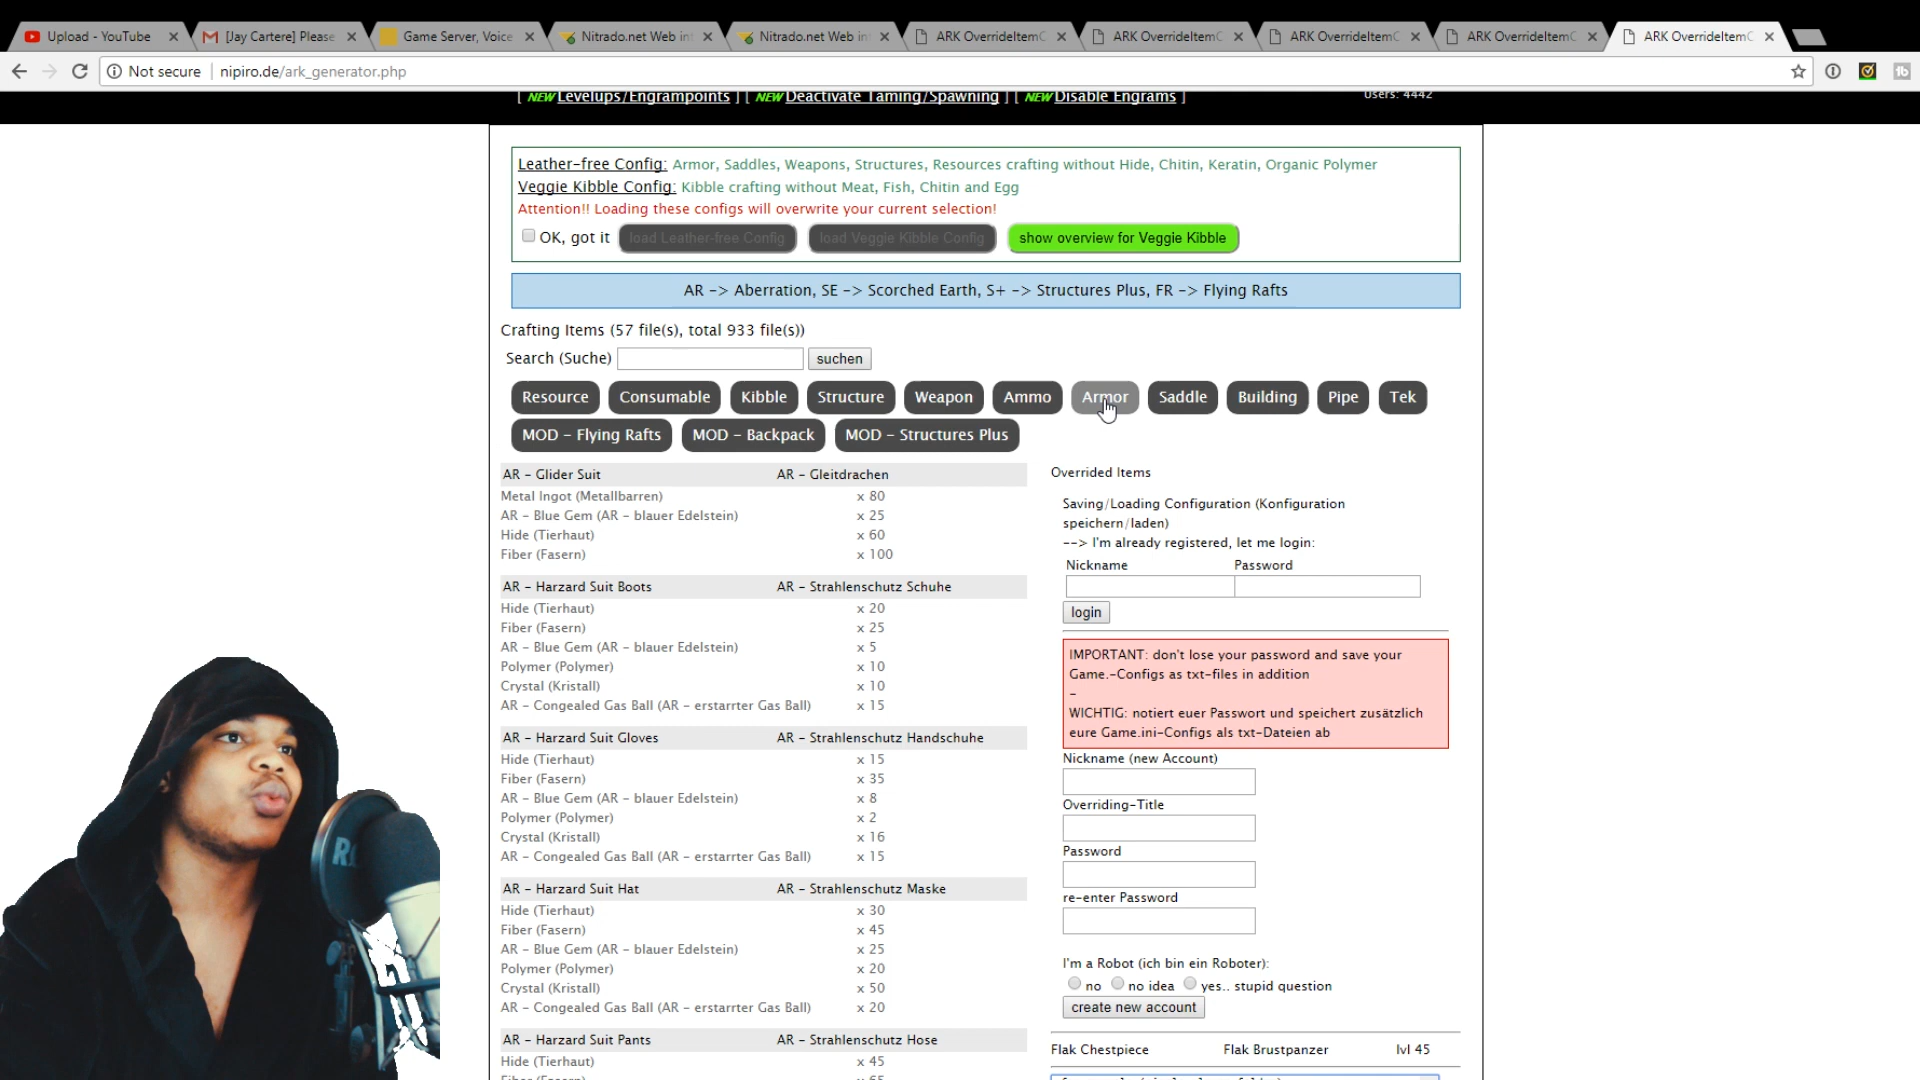 Upload - YouTube
[Jay Cartere] Please
Game Server, Voice
Nitrado.net Web in
Nitrado.net Web in
ARK OverrideItemC
ARK OverrideItemC
ARK OverrideItemC
ARK OverrideItemC
ARK OverrideItemC
Not secure | nipiro.de/ark_generator.php
[ NEW Levelups/Engrampoints ] [ NEW Deactivate Taming/Spawning ] [ NEW Disable Engrams ]
Users: 4442
Leather-free Config: Armor, Saddles, Weapons, Structures, Resources crafting without Hide, Chitin, Keratin, Organic Polymer
Veggie Kibble Config: Kibble crafting without Meat, Fish, Chitin and Egg
Attention!! Loading these configs will overwrite your current selection!
OK, got it load Leather-free Config load Veggie Kibble Config show overview for Veggie Kibble
AR -> Aberration, SE -> Scorched Earth, S+ -> Structures Plus, FR -> Flying Rafts
Crafting Items (57 file(s), total 933 file(s))
Search (Suche) suchen
Resource Consumable Kibble Structure Weapon Ammo Armor Saddle Building Pipe Tek
MOD - Flying Rafts MOD - Backpack MOD - Structures Plus
AR - Glider Suit AR - Gleitdrachen
Metal Ingot (Metallbarren) x 80
AR - Blue Gem (AR - blauer Edelstein) x 25
Hide (Tierhaut) x 60
Fiber (Fasern) x 100
AR - Harzard Suit Boots AR - Strahlenschutz Schuhe
Hide (Tierhaut) x 20
Fiber (Fasern) x 25
AR - Blue Gem (AR - blauer Edelstein) x 5
Polymer (Polymer) x 10
Crystal (Kristall) x 10
AR - Congealed Gas Ball (AR - erstarrter Gas Ball) x 15
AR - Harzard Suit Gloves AR - Strahlenschutz Handschuhe
Hide (Tierhaut) x 15
Fiber (Fasern) x 35
AR - Blue Gem (AR - blauer Edelstein) x 8
Polymer (Polymer) x 2
Crystal (Kristall) x 16
AR - Congealed Gas Ball (AR - erstarrter Gas Ball) x 15
AR - Harzard Suit Hat AR - Strahlenschutz Maske
Hide (Tierhaut) x 30
Fiber (Fasern) x 45
AR - Blue Gem (AR - blauer Edelstein) x 25
Polymer (Polymer) x 20
Crystal (Kristall) x 50
AR - Congealed Gas Ball (AR - erstarrter Gas Ball) x 20
AR - Harzard Suit Pants AR - Strahlenschutz Hose
Hide (Tierhaut) x 45
Fiber (Fasern) x 65
Overrided Items
Saving/Loading Configuration (Konfiguration
speichern/laden)
--> I'm already registered, let me login:
Nickname Password
login
IMPORTANT: don't lose your password and save your
Game.-Configs as txt-files in addition
-
WICHTIG: notiert euer Passwort und speichert zusätzlich
eure Game.ini-Configs als txt-Dateien ab
Nickname (new Account)
Overriding-Title
Password
re-enter Password
I'm a Robot (ich bin ein Roboter):
no no idea yes.. stupid question
create new account
Flak Chestpiece Flak Brustpanzer lvl 45